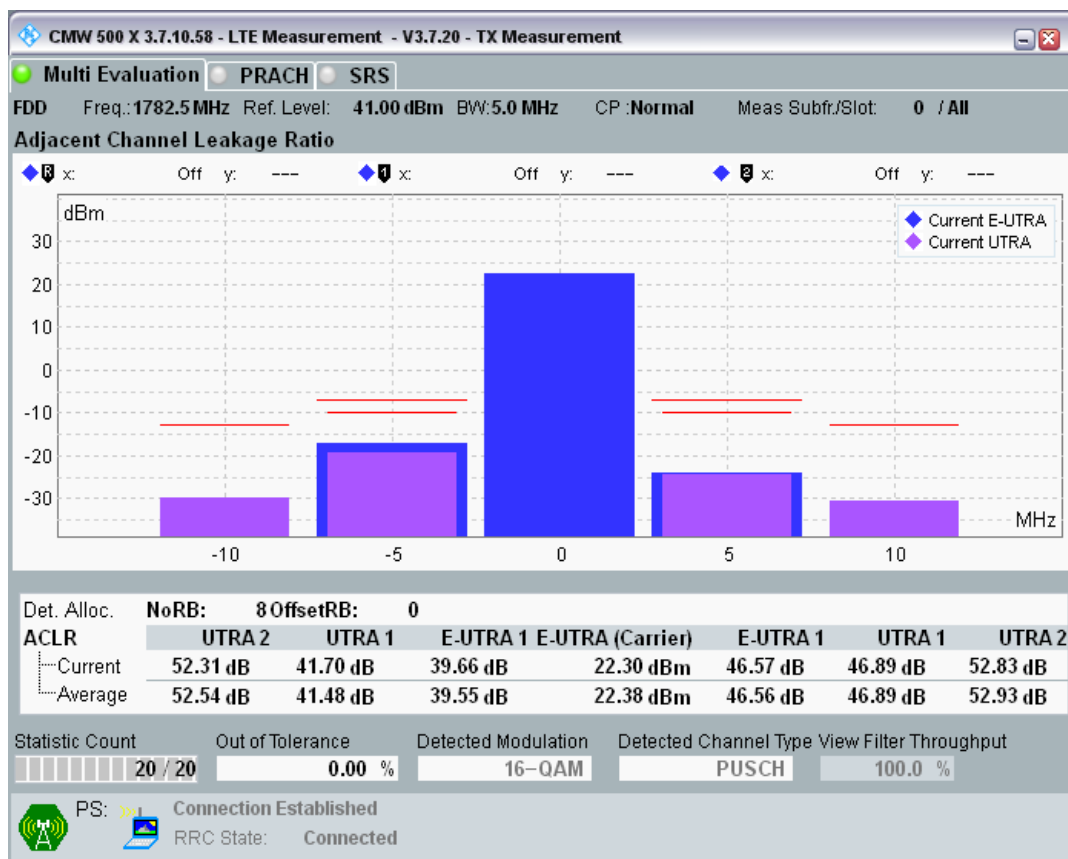 CMW 500 X 3.7.10.58 - LTE Measurement - V3.7.20 - TX Measurement
Multi Evaluation PRACH SRS
FDD Freq.: 1782.5 MHz Ref. Level: 41.00 dBm BW: 5.0 MHz CP : Normal Meas Subfr./Slot: 0 / All
Adjacent Channel Leakage Ratio
R x: Off y: --- 1 x: Off y: --- 2 x: Off y: ---
dBm
Current E-UTRA
Current UTRA
30
20
10
0
-10
-20
-30
MHz
-10 -5 0 5 10
Det. Alloc. NoRB: 8 OffsetRB: 0
ACLR UTRA 2 UTRA 1 E-UTRA 1 E-UTRA (Carrier) E-UTRA 1 UTRA 1 UTRA 2
Current 52.31 dB 41.70 dB 39.66 dB 22.30 dBm 46.57 dB 46.89 dB 52.83 dB
Average 52.54 dB 41.48 dB 39.55 dB 22.38 dBm 46.56 dB 46.89 dB 52.93 dB
Statistic Count Out of Tolerance Detected Modulation Detected Channel Type View Filter Throughput
20 / 20 0.00 % 16-QAM PUSCH 100.0 %
PS: Connection Established
RRC State: Connected